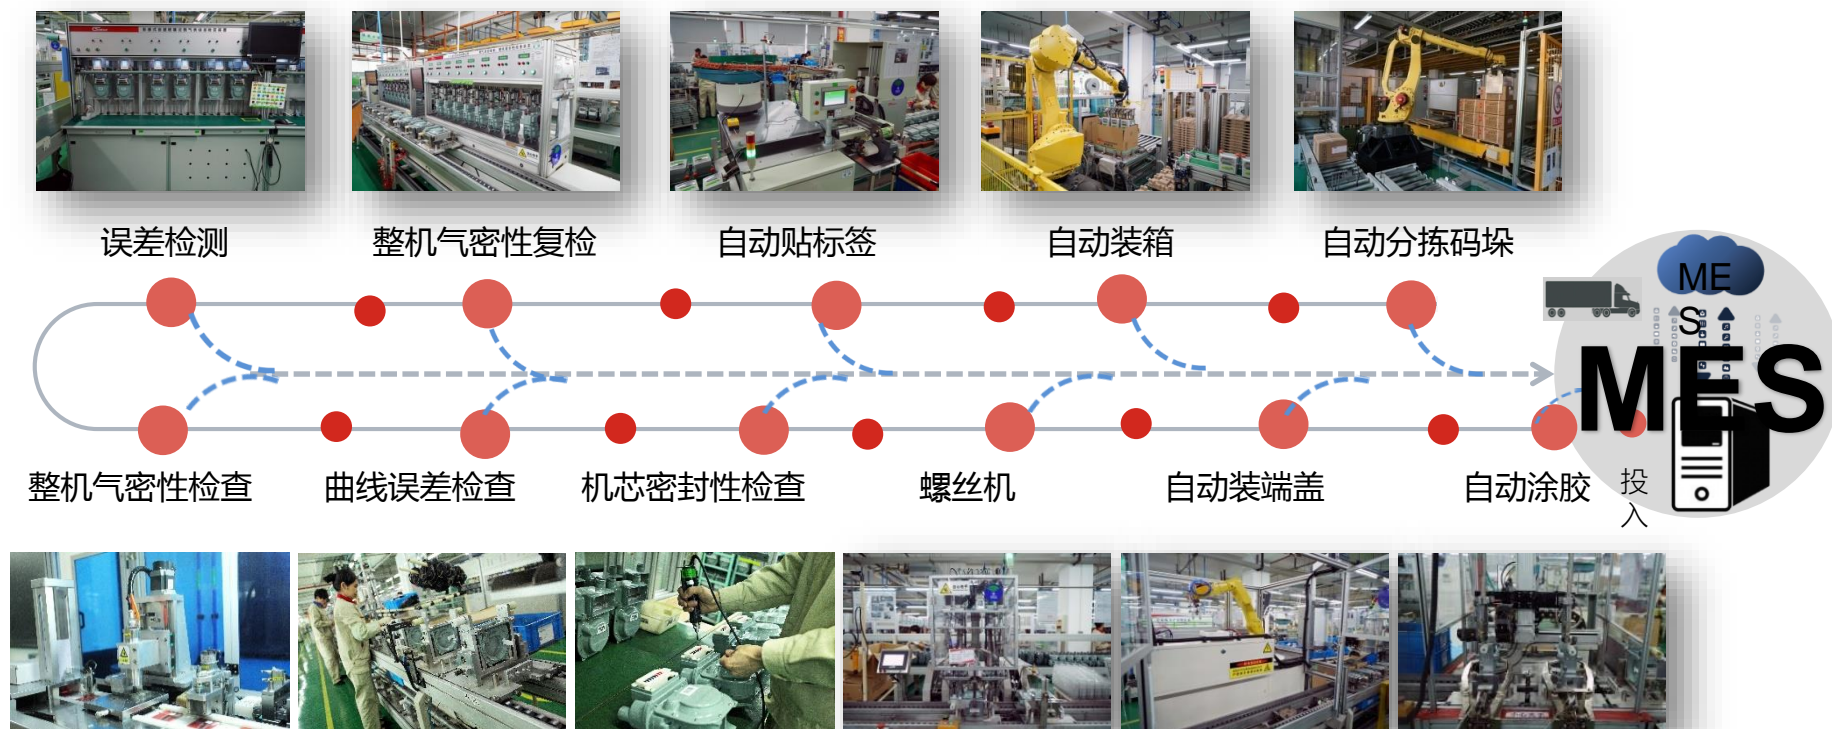 误差检测
整机气密性复检
自动贴标签
自动装箱
自动分拣码垛
ME
S
MES
整机气密性检查
曲线误差检查
机芯密封性检查
螺丝机
自动装端盖
自动涂胶
投
入